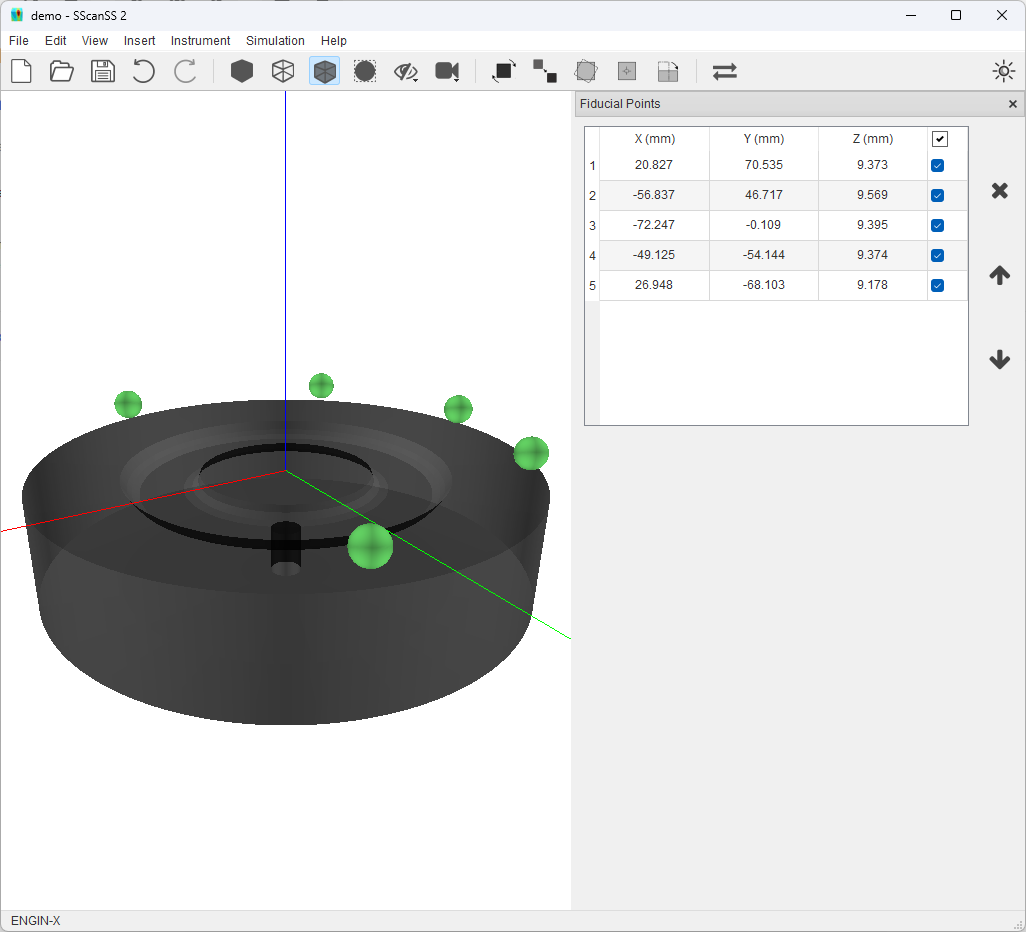 demo - SScanSS 2
File Edit View Insert Instrument Simulation Help
Fiducial Points
X (mm) Y (mm) Z (mm)
1 20.827 70.535 9.373
2 -56.837 46.717 9.569
3 -72.247 -0.109 9.395
4 -49.125 -54.144 9.374
5 26.948 -68.103 9.178
ENGIN-X